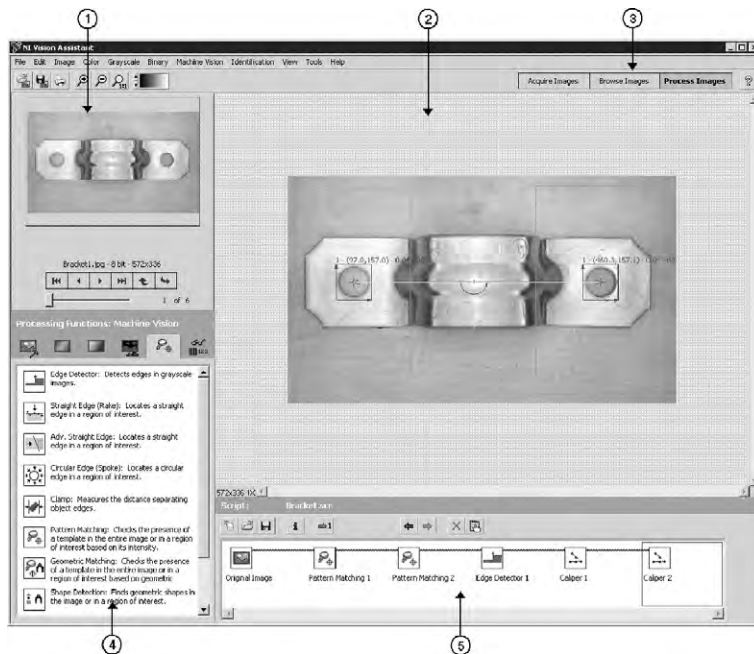 1
2
3
NI Vision Assistant
File Edit Image Color Grayscale Binary Machine Vision Identification View Tools Help
Acquire Images Browse Images Process Images
Bracket1.jpg - 8 bit - 572x336
1 of 6
1 - (97.0,157.0)
Processing Functions: Machine Vision
Edge Detector: Detects edges in grayscale
images.
Straight Edge (Rake): Locates a straight
edge in a region of interest.
Adv. Straight Edge: Locates a straight
edge in a region of interest.
Circular Edge (Spoke): Locates a circular
edge in a region of interest.
Clamp: Measures the distance separating
object edges.
Pattern Matching: Checks the presence of
a template in the entire image or in a region
of interest based on its intensity.
Geometric Matching: Checks the presence
of a template in the entire image or in a
region of interest based on geometric
Shape Detection: Finds geometric shapes in
the image or in a region of interest.
572x336 1X
Script: Bracket.scr
Original Image Pattern Matching 1 Pattern Matching 2 Edge Detector 1 Caliper 1 Caliper 2
4
5